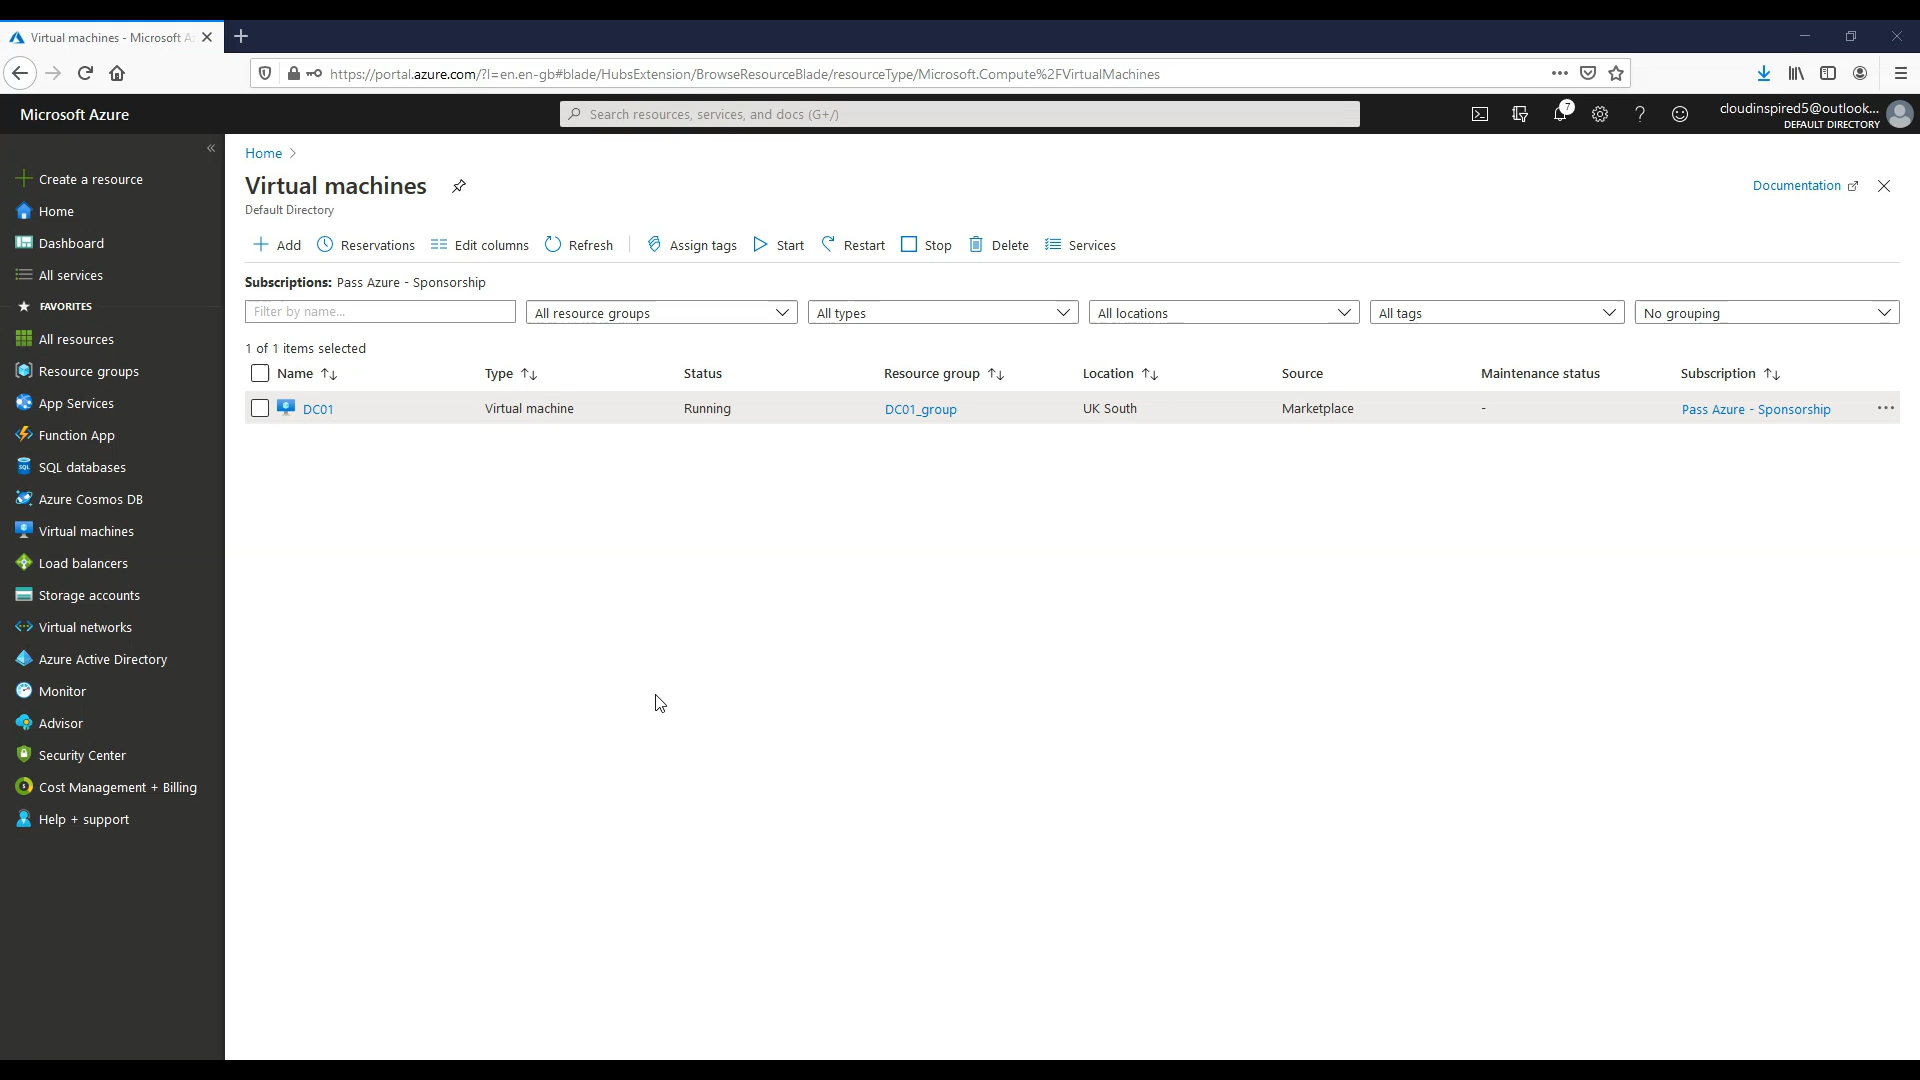 Virtual machines - Microsoft A
https://portal.azure.com/?l=en.en-gb#blade/HubsExtension/BrowseResourceBlade/resourceType/Microsoft.Compute%2FVirtualMachines
Microsoft Azure
Search resources, services, and docs (G+/)
7
cloudinspired5@outlook...
DEFAULT DIRECTORY
Create a resource
Home
Dashboard
All services
FAVORITES
All resources
Resource groups
App Services
Function App
SQL databases
Azure Cosmos DB
Virtual machines
Load balancers
Storage accounts
Virtual networks
Azure Active Directory
Monitor
Advisor
Security Center
Cost Management + Billing
Help + support
Home
Virtual machines
Default Directory
Documentation
Add Reservations Edit columns Refresh Assign tags Start Restart Stop Delete Services
Subscriptions: Pass Azure - Sponsorship
Filter by name... All resource groups All types All locations All tags No grouping
1 of 1 items selected
Name Type Status Resource group Location Source Maintenance status Subscription
DC01 Virtual machine Running DC01_group UK South Marketplace - Pass Azure - Sponsorship ...